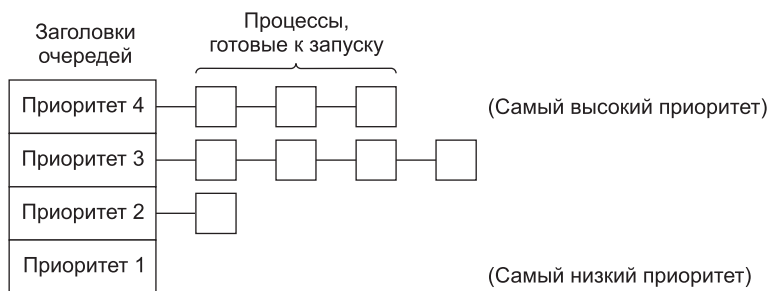 Заголовки
очередей
Процессы,
готовые к запуску
Приоритет 4
(Самый высокий приоритет)
Приоритет 3
Приоритет 2
Приоритет 1
(Самый низкий приоритет)